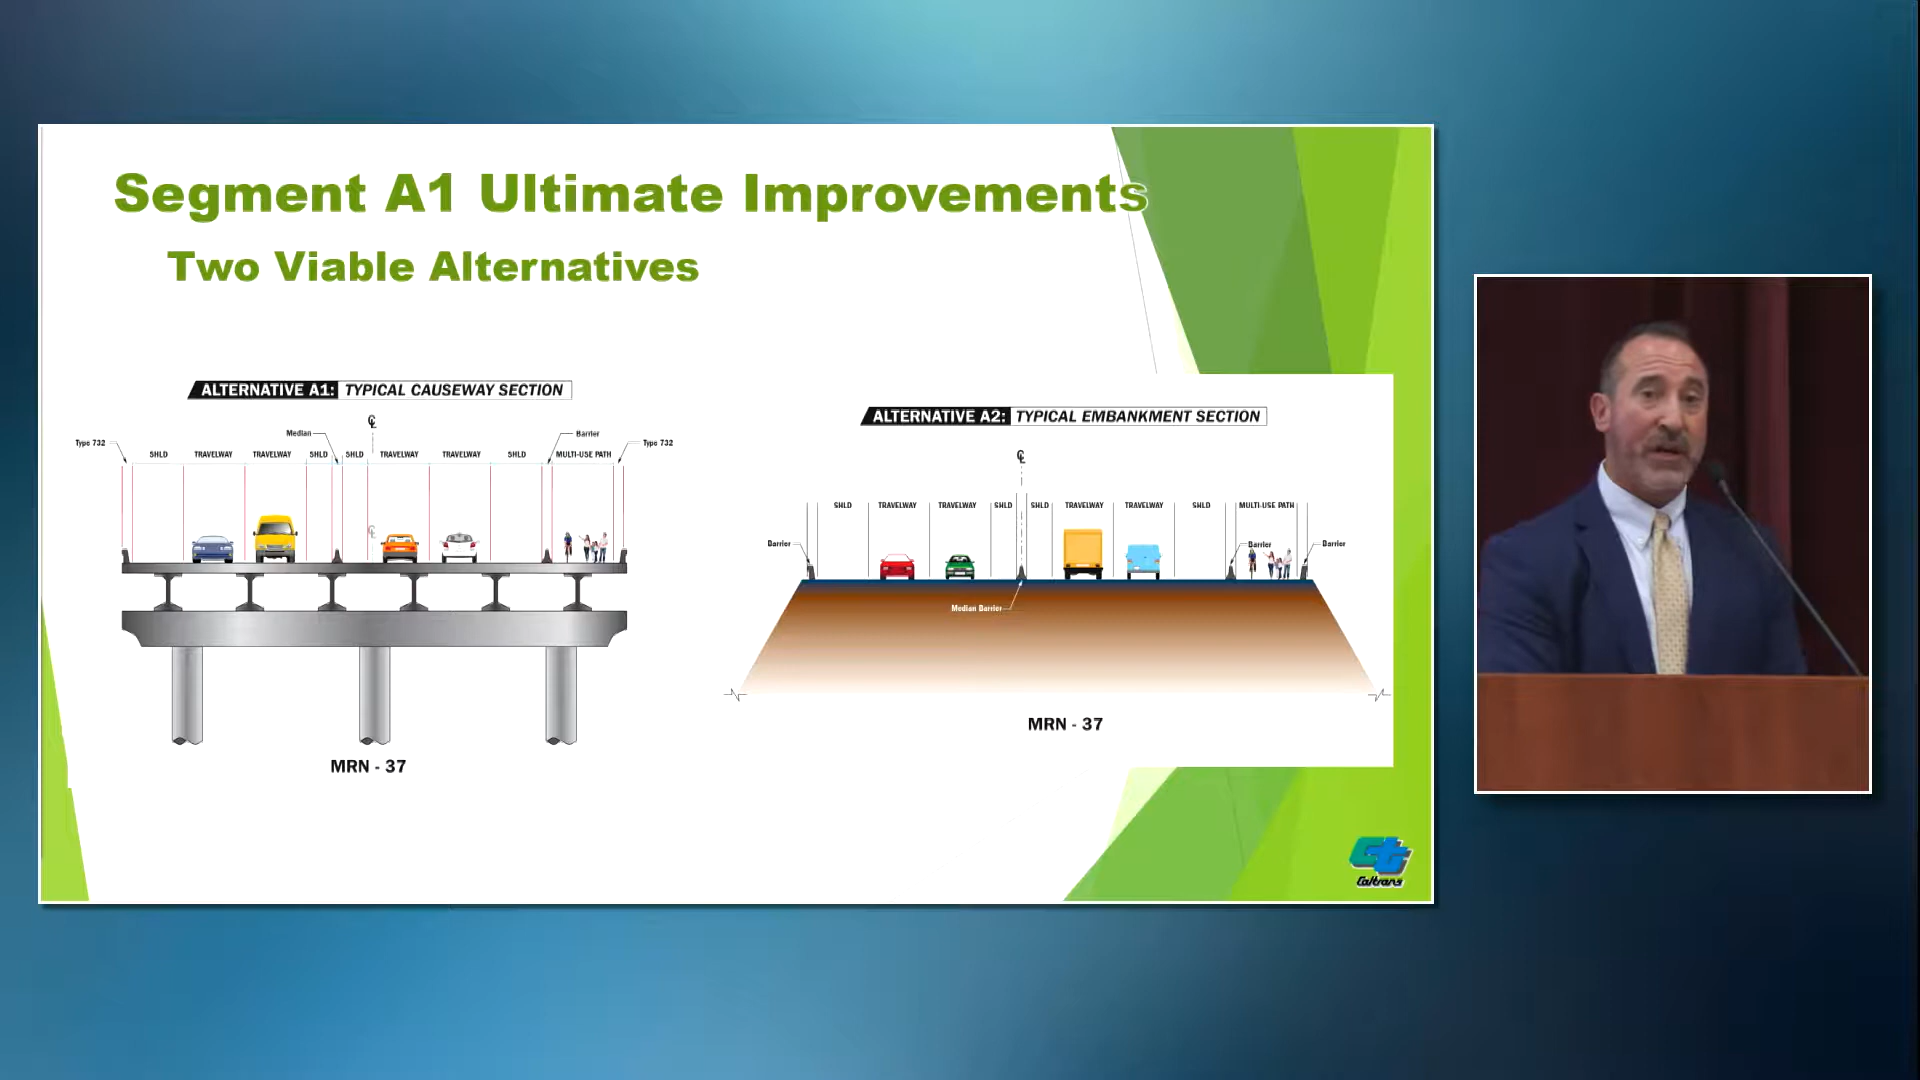 Segment A1 Ultimate Improvements
Two Viable Alternatives
ALTERNATIVE A1: TYPICAL CAUSEWAY SECTION
Median
Barrier
Type 732
Type 732
SHLD TRAVELWAY TRAVELWAY SHLD SHLD TRAVELWAY TRAVELWAY SHLD MULTI-USE PATH
MRN - 37
ALTERNATIVE A2: TYPICAL EMBANKMENT SECTION
SHLD TRAVELWAY TRAVELWAY SHLD SHLD TRAVELWAY TRAVELWAY SHLD MULTI-USE PATH
Barrier
Barrier
Barrier
Median Barrier
MRN - 37
Ct
Caltrans